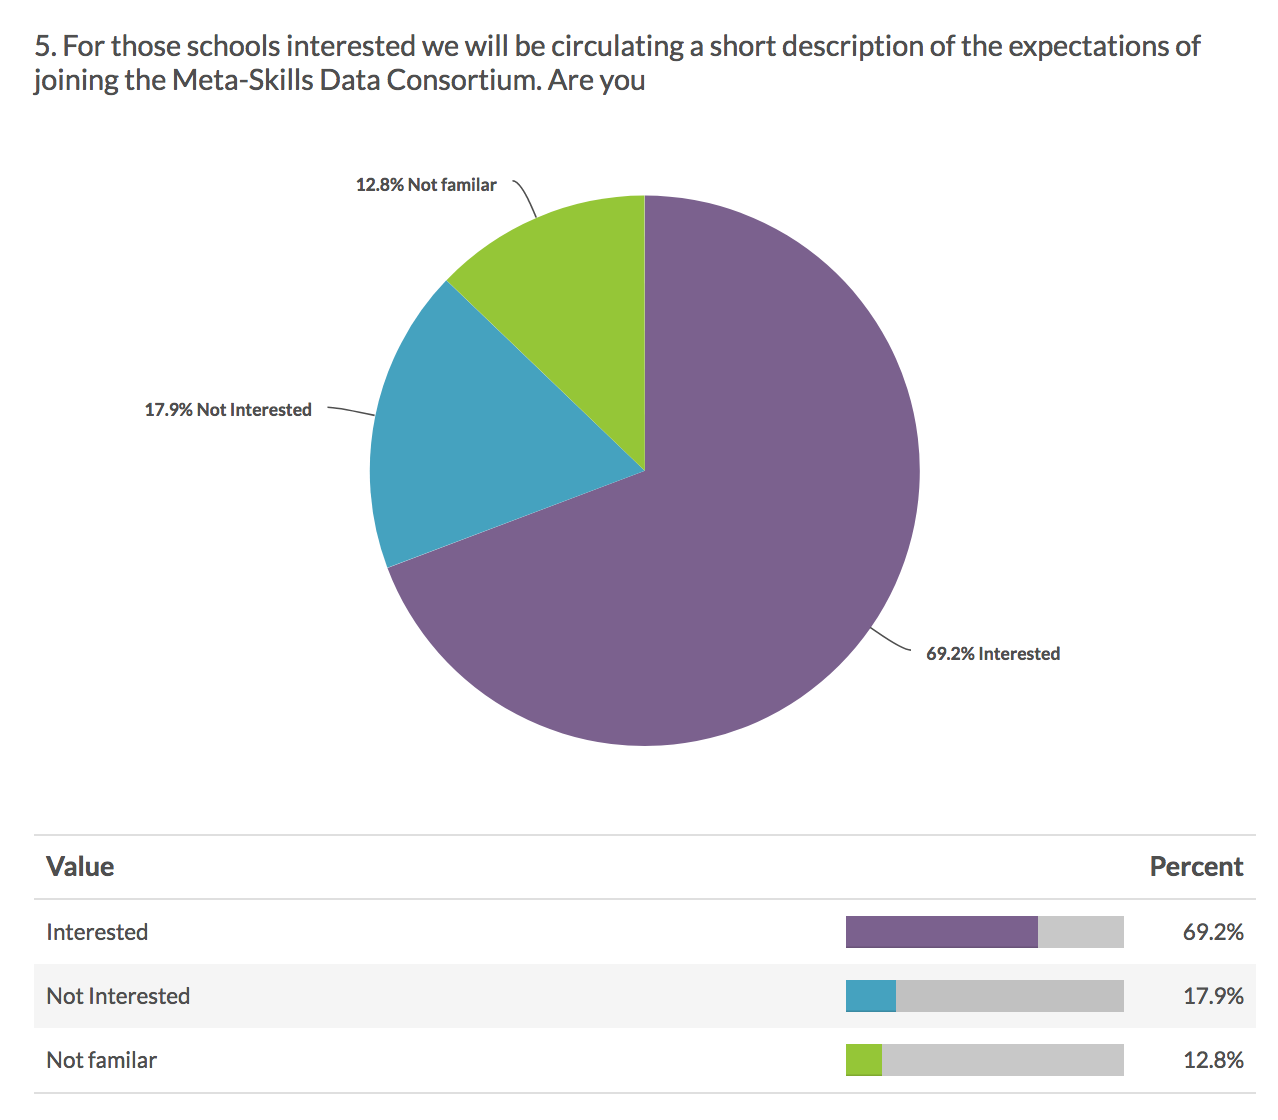 5. For those schools interested we will be circulating a short description of the expectations of
joining the Meta-Skills Data Consortium. Are you
12.8% Not familar
17.9% Not Interested
69.2% Interested
Value Percent
Interested 69.2%
Not Interested 17.9%
Not familar 12.8%